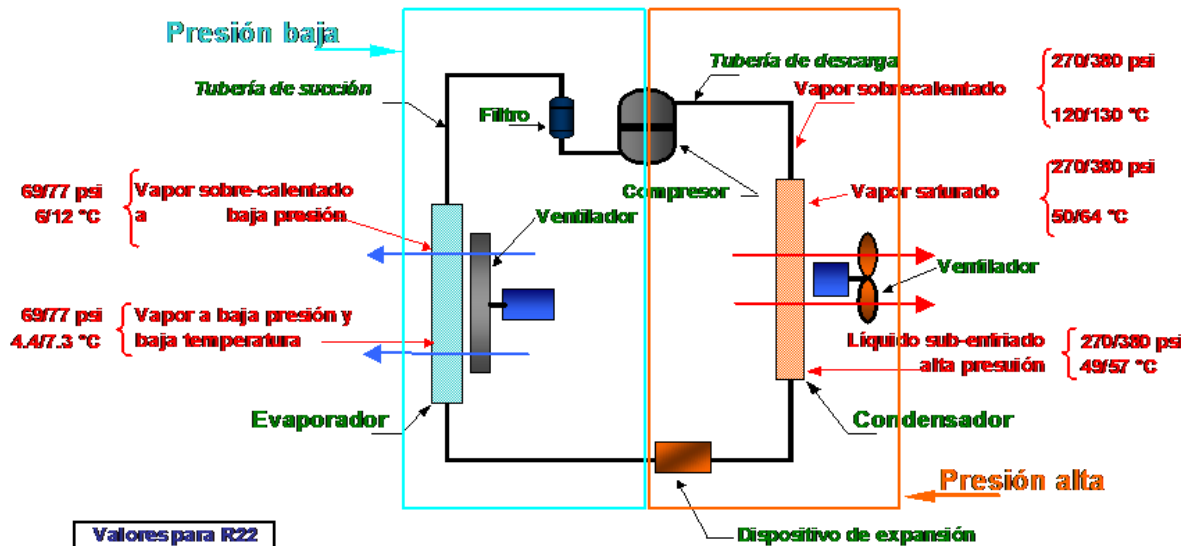 Presión baja
Tubería de succión
Filtro
Tubería de descarga
Vapor sobrecalentado
270/380 psi
120/130 °C
Compresor
Vapor saturado
270/380 psi
50/64 °C
69/77 psi
6/12 °C
Vapor sobre-calentado
a baja presión
Ventilador
Ventilador
69/77 psi
4.4/7.3 °C
Vapor a baja presión y
baja temperatura
Líquido sub-enfriado
alta presuión
270/380 psi
49/57 °C
Evaporador
Condensador
Presión alta
Dispositivo de expansión
Valores para R22